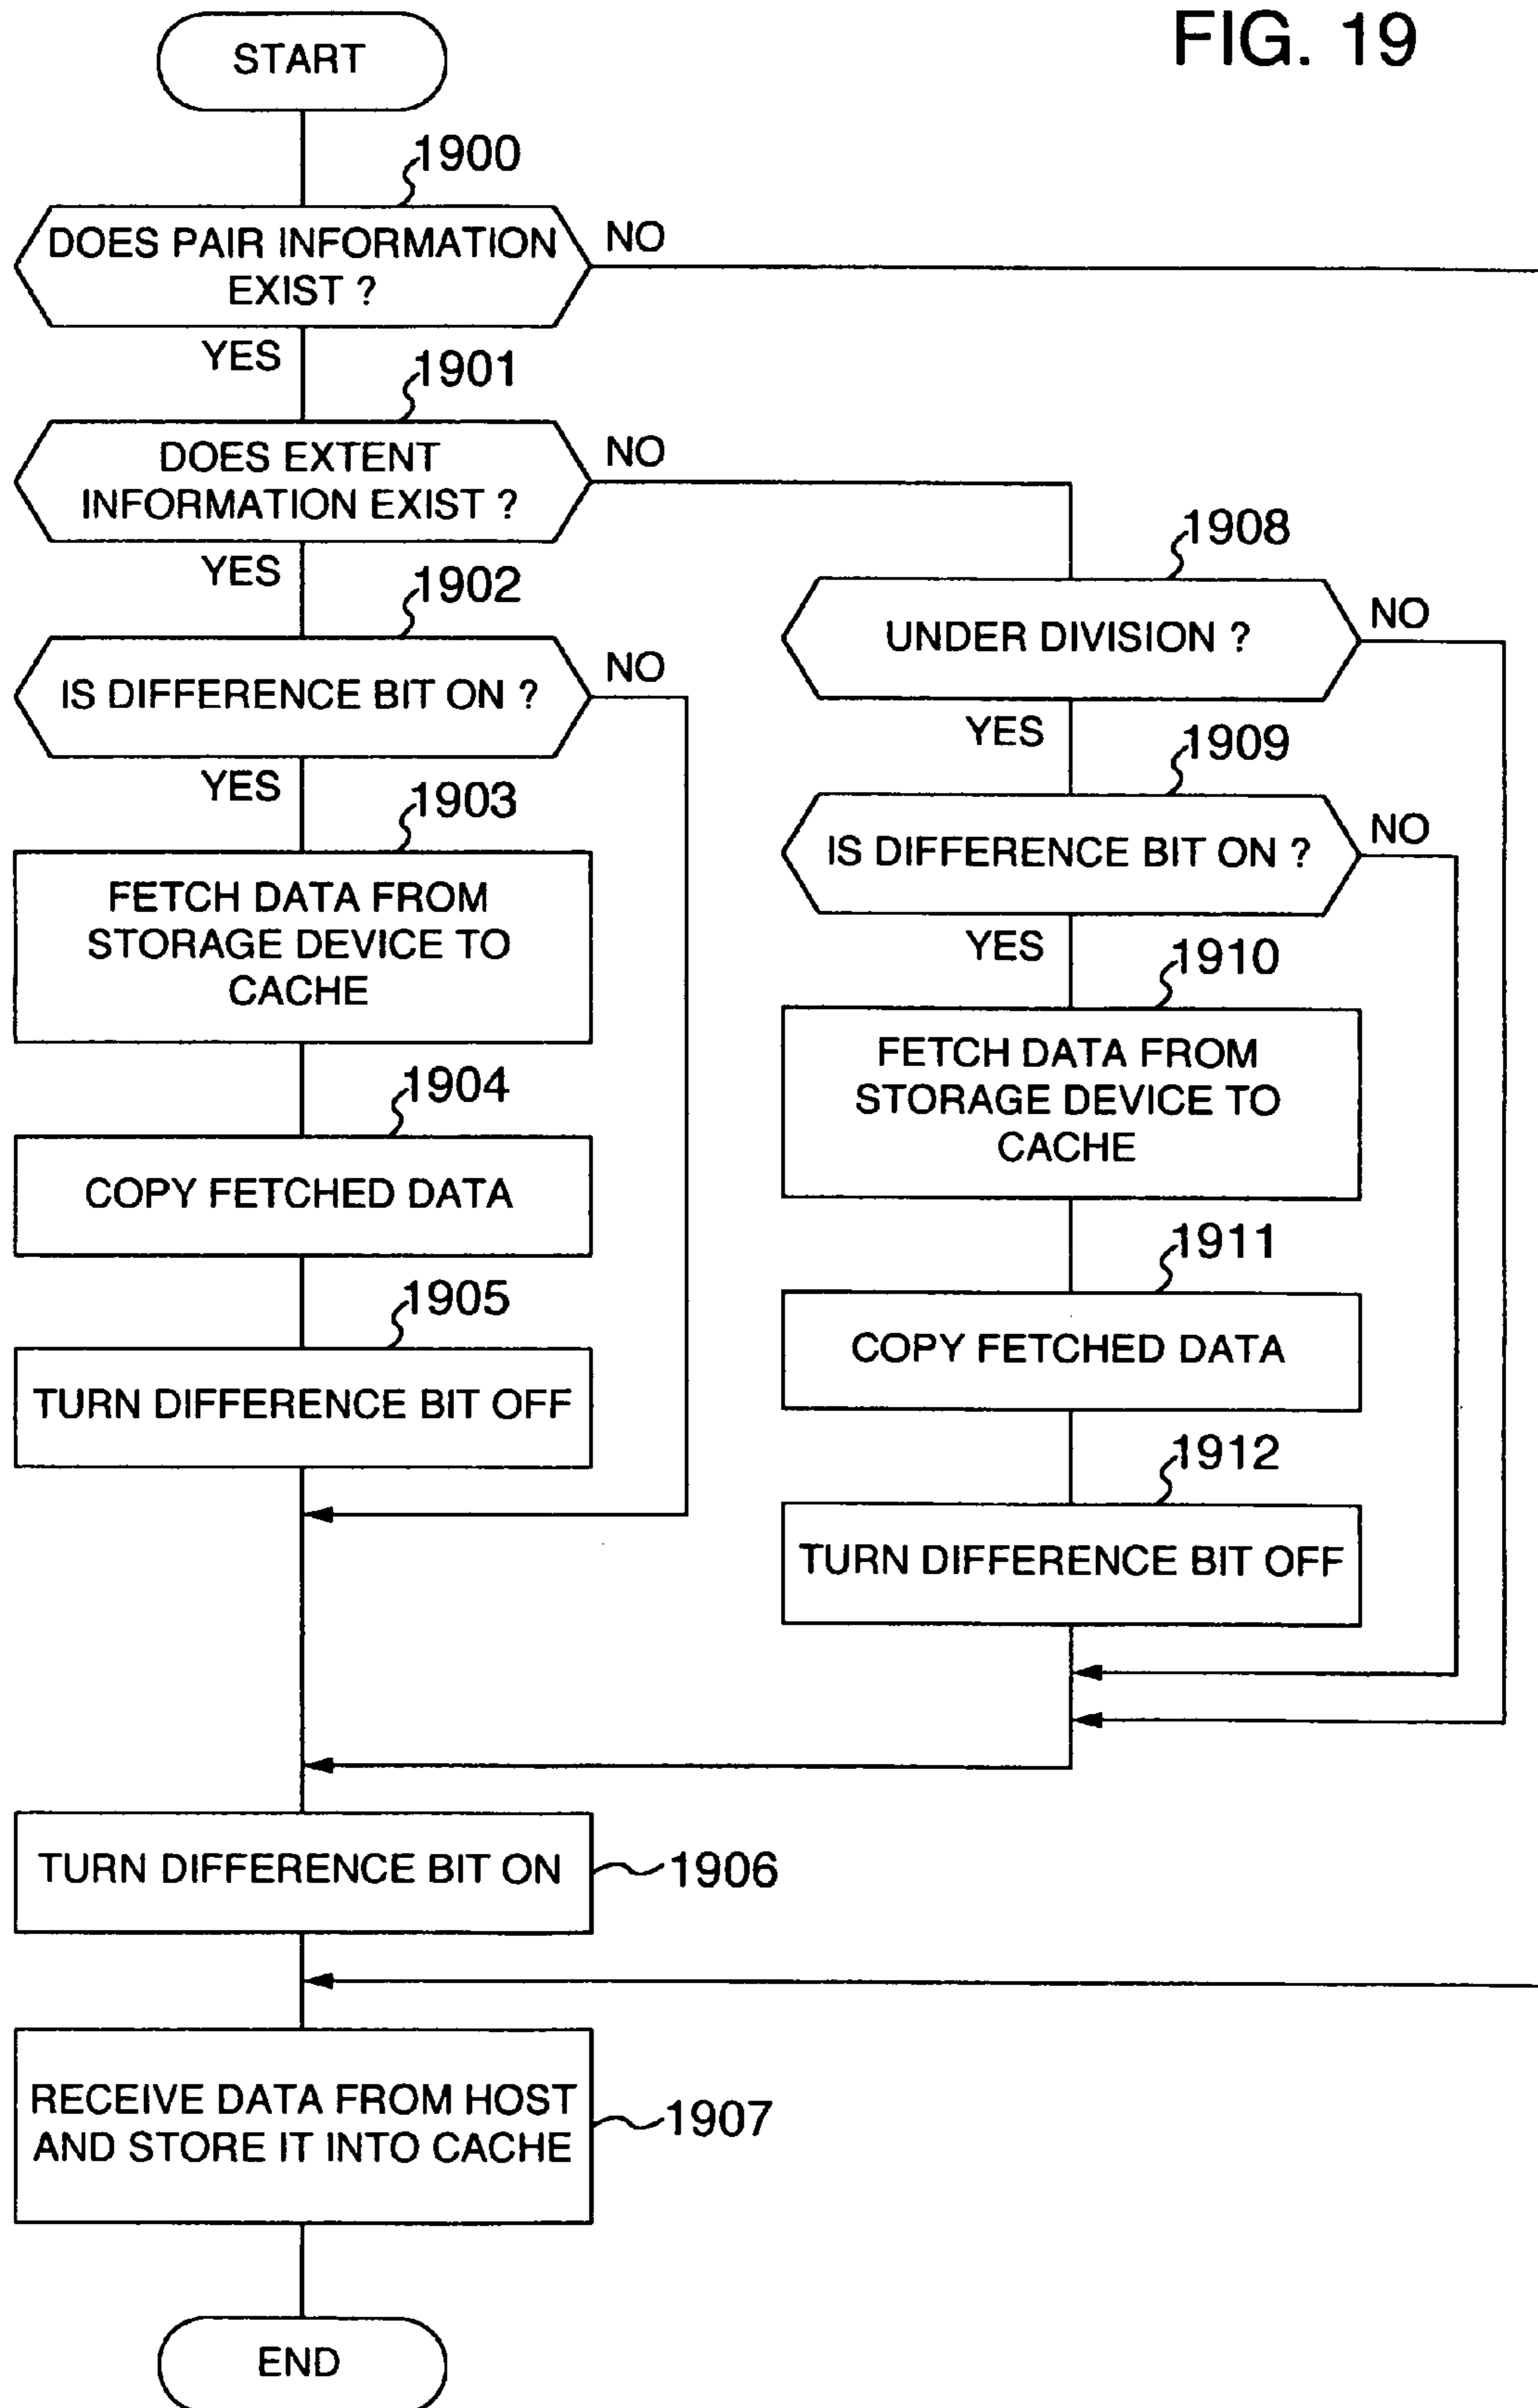 FIG. 19
START
1900
DOES PAIR INFORMATION
EXIST ?
NO
YES
1901
DOES EXTENT
INFORMATION EXIST ?
NO
YES
1902
IS DIFFERENCE BIT ON ?
NO
YES
1903
FETCH DATA FROM
STORAGE DEVICE TO
CACHE
1904
COPY FETCHED DATA
1905
TURN DIFFERENCE BIT OFF
1908
UNDER DIVISION ?
NO
YES
1909
IS DIFFERENCE BIT ON ?
NO
YES
1910
FETCH DATA FROM
STORAGE DEVICE TO
CACHE
1911
COPY FETCHED DATA
1912
TURN DIFFERENCE BIT OFF
TURN DIFFERENCE BIT ON
1906
RECEIVE DATA FROM HOST
AND STORE IT INTO CACHE
1907
END